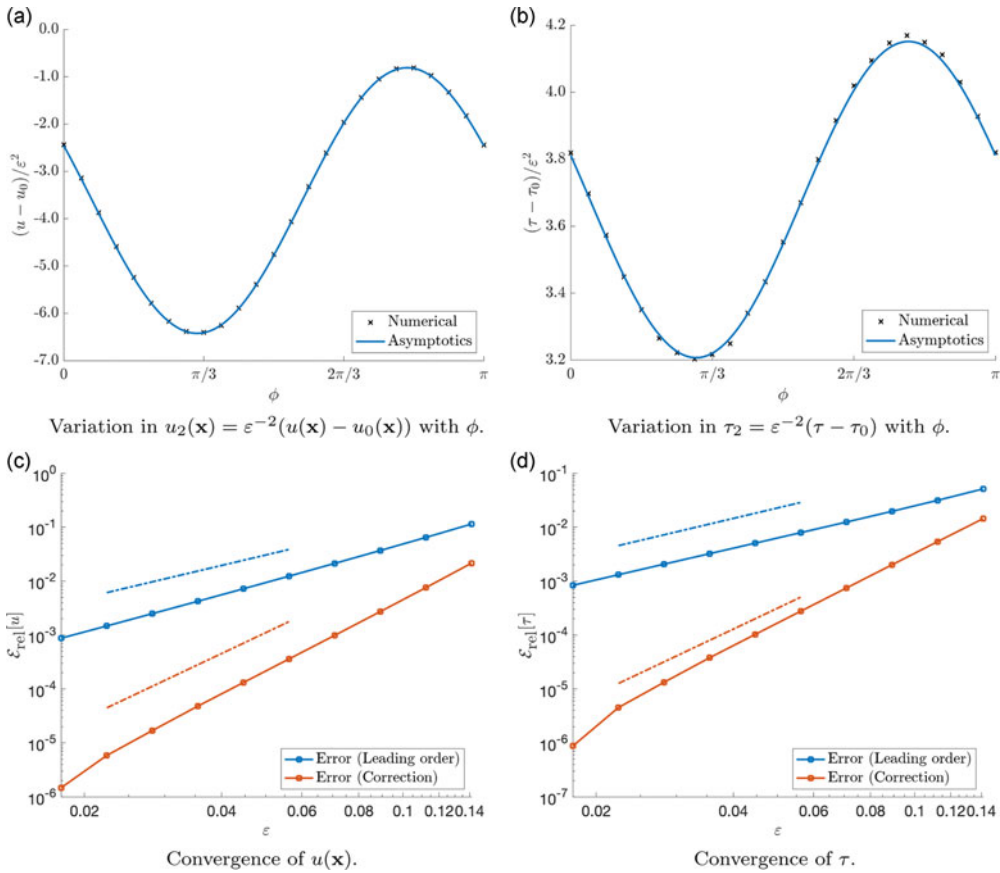 (a)
(b)
-1.0
-2.0
-3.0
-4.0
-5.0
-6.0
-7.0
(u − u₀)/ε²
0
π/3
2π/3
π
ϕ
× Numerical
Asymptotics
4.2
4.0
3.8
3.6
3.4
3.2
(τ − τ₀)/ε²
0
π/3
2π/3
π
ϕ
× Numerical
Asymptotics
Variation in u₂(x) = ε⁻²(u(x) − u₀(x)) with ϕ.
Variation in τ₂ = ε⁻²(τ − τ₀) with ϕ.
(c)
(d)
10⁰
10⁻¹
10⁻²
10⁻³
10⁻⁴
10⁻⁵
10⁻⁶
ℰrel[u]
0.02
0.04
0.06
0.08
0.1
0.12
0.14
ε
Error (Leading order)
Error (Correction)
10⁻¹
10⁻²
10⁻³
10⁻⁴
10⁻⁵
10⁻⁶
10⁻⁷
ℰrel[τ]
0.02
0.04
0.06
0.08
0.1
0.12
0.14
ε
Error (Leading order)
Error (Correction)
Convergence of u(x).
Convergence of τ.